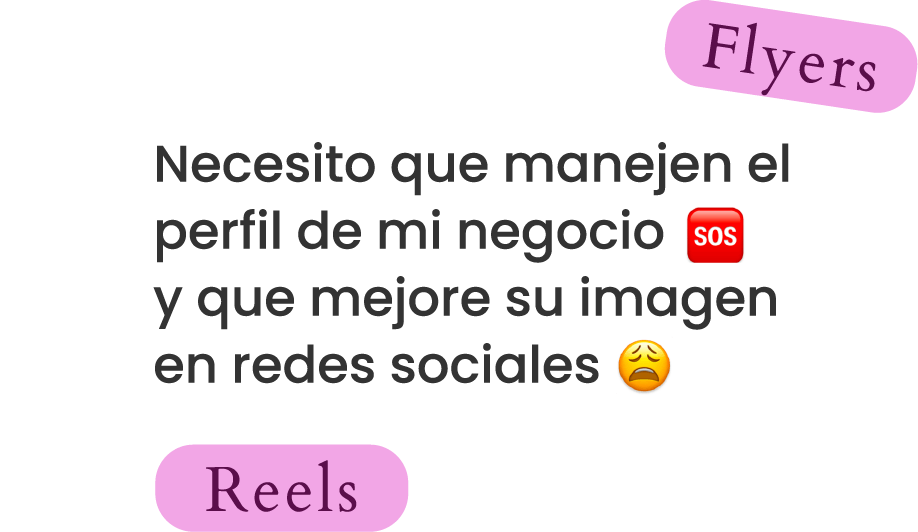 Flyers
Necesito que manejen el
perfil de mi negocio 🆘
y que mejore su imagen
en redes sociales 😩
Reels